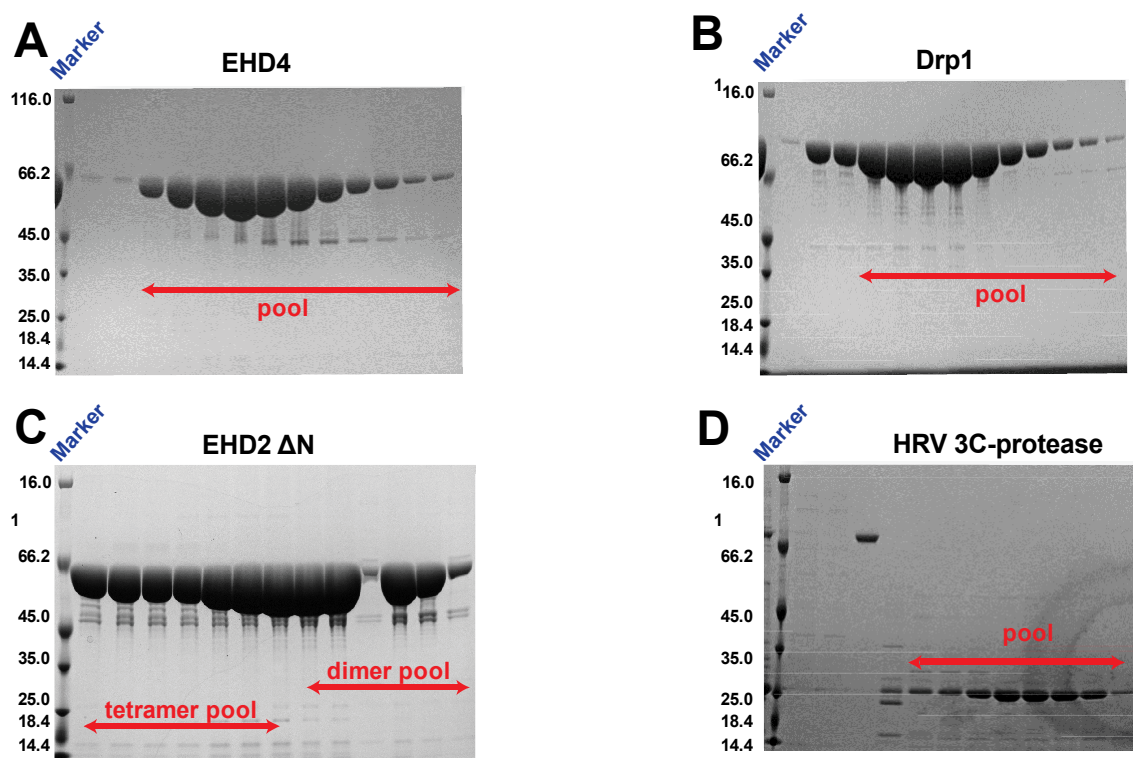 A
Marker
EHD4
116.0
66.2
45.0
35.0
25.0
18.4
14.4
pool
B
Marker
Drp1
116.0
66.2
45.0
35.0
25.0
18.4
14.4
pool
C
Marker
EHD2 ΔN
16.0
1
66.2
45.0
35.0
25.0
18.4
14.4
dimer pool
tetramer pool
D
Marker
HRV 3C-protease
16.0
1
66.2
45.0
35.0
25.0
18.4
14.4
pool